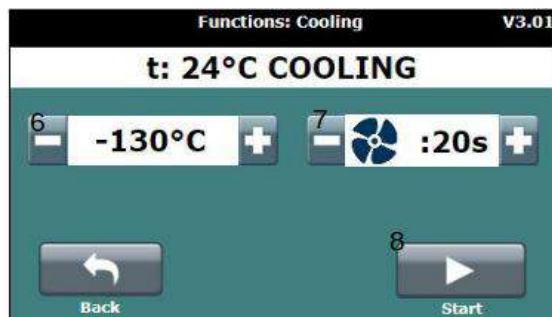 Functions: Cooling V3.01
t: 24°C COOLING
6 - -130°C + 7 - :20s +
8
Back Start